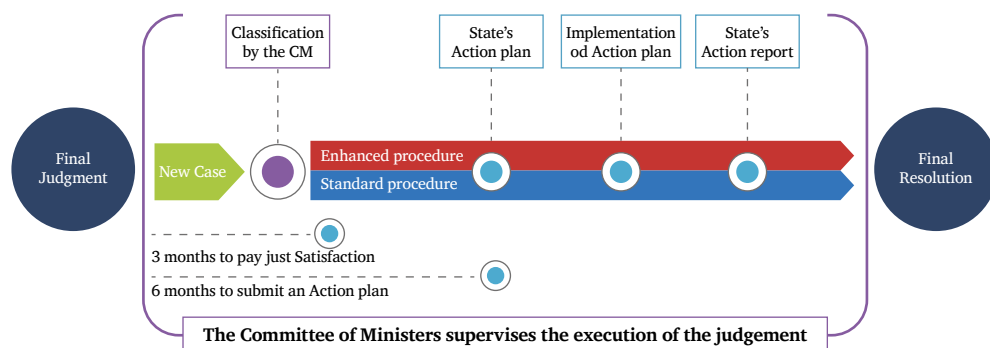 Classification
by the CM
State's
Action plan
Implementation
od Action plan
State's
Action report
Final
Judgment
New Case
Enhanced procedure
Standard procedure
Final
Resolution
3 months to pay just Satisfaction
6 months to submit an Action plan
The Committee of Ministers supervises the execution of the judgement